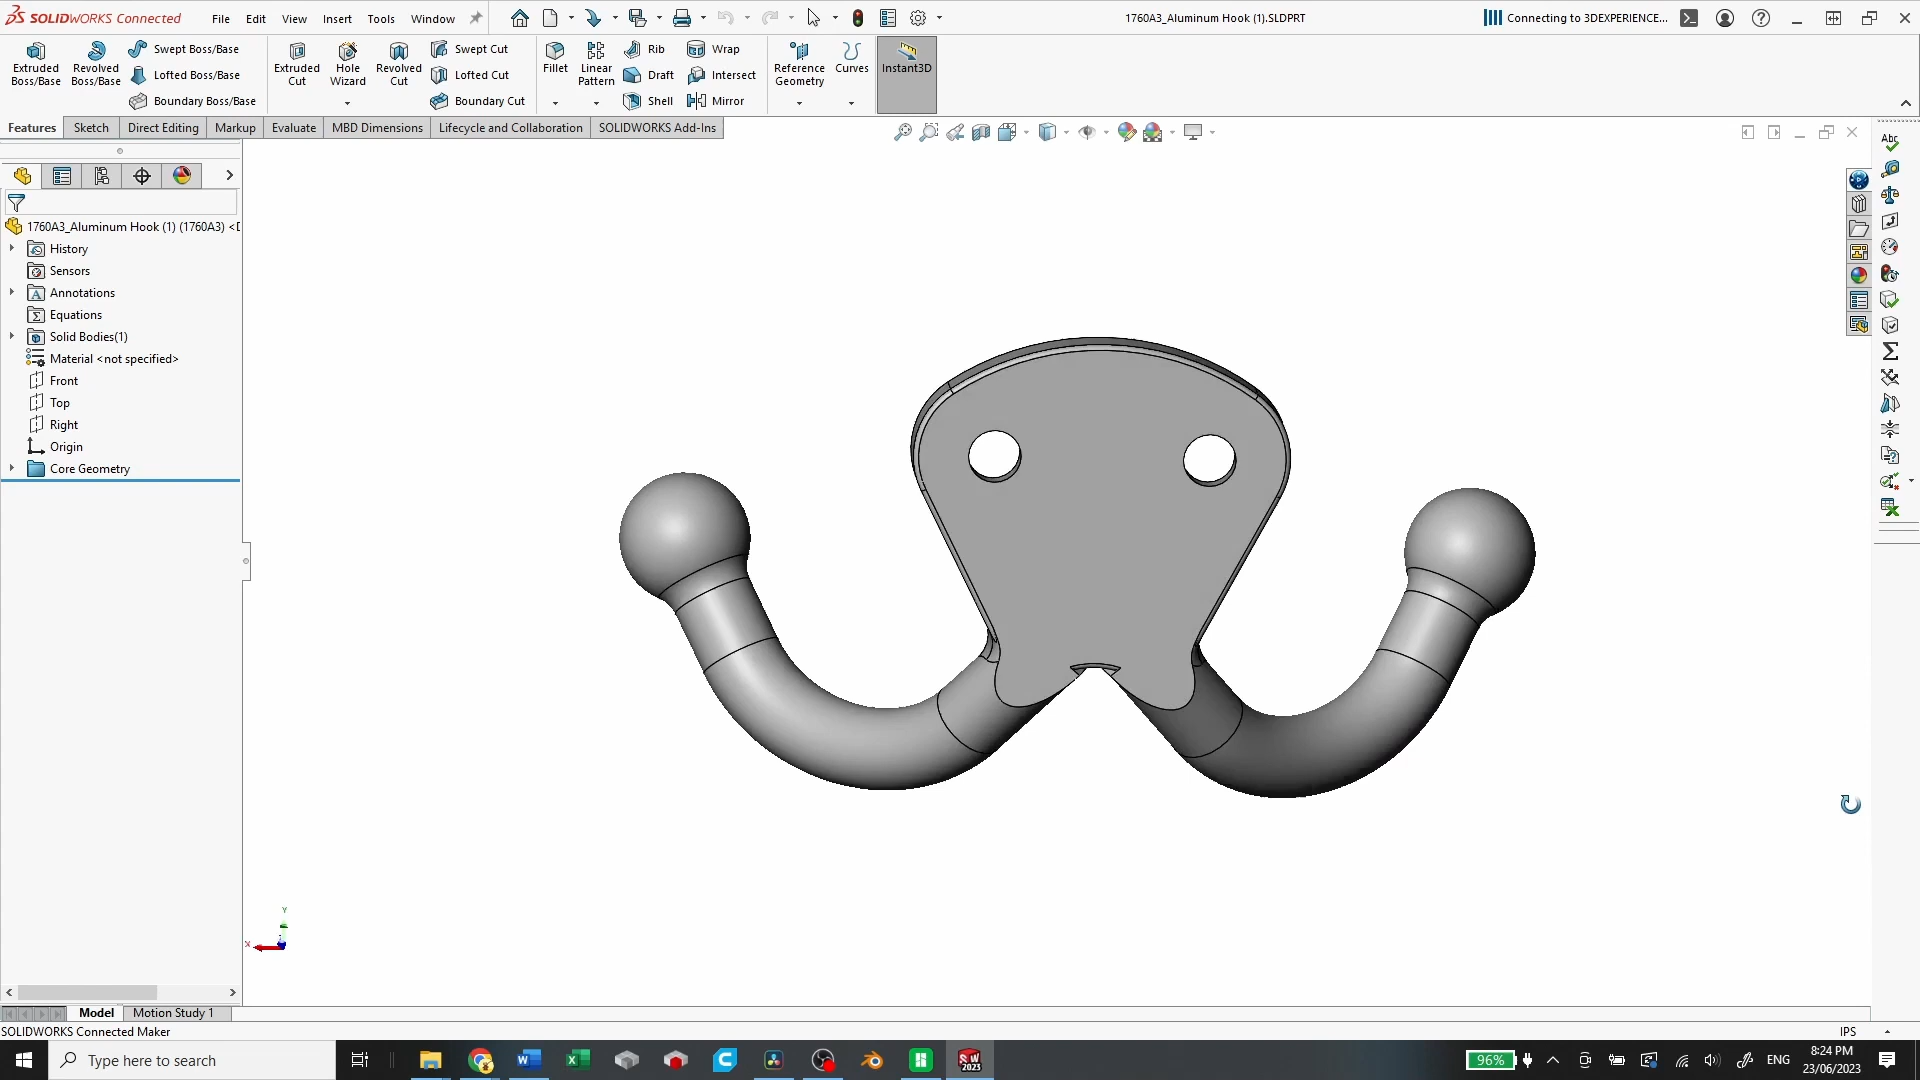 SOLIDWORKS Connected
File Edit View Insert Tools Window
1760A3_Aluminum Hook (1).SLDPRT
Connecting to 3DEXPERIENCE...
Extruded Boss/Base
Revolved Boss/Base
Swept Boss/Base
Lofted Boss/Base
Boundary Boss/Base
Extruded Cut
Hole Wizard
Revolved Cut
Swept Cut
Lofted Cut
Boundary Cut
Fillet
Linear Pattern
Rib
Draft
Shell
Wrap
Intersect
Mirror
Reference Geometry
Curves
Instant3D
Features Sketch Direct Editing Markup Evaluate MBD Dimensions Lifecycle and Collaboration SOLIDWORKS Add-Ins
Abc
1760A3_Aluminum Hook (1) (1760A3) <
History
Sensors
Annotations
Equations
Solid Bodies(1)
Material <not specified>
Front
Top
Right
Origin
Core Geometry
Y
X
Model Motion Study 1
SOLIDWORKS Connected Maker
IPS
Type here to search
96%
ENG
8:24 PM
23/06/2023